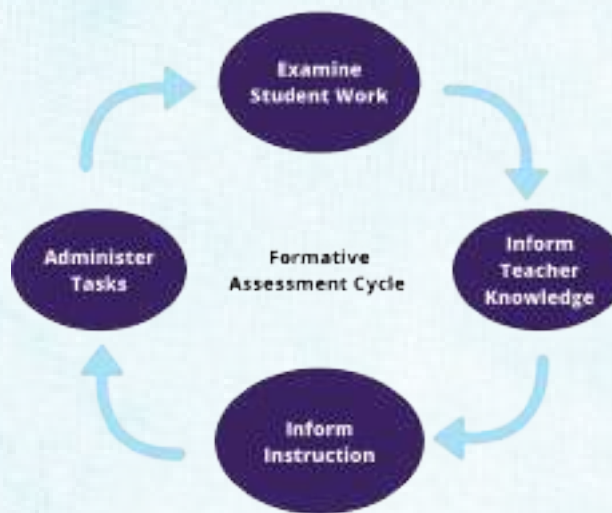 Examine
Student Work
Administer
Tasks
Formative
Assessment Cycle
Inform
Teacher
Knowledge
Inform
Instruction